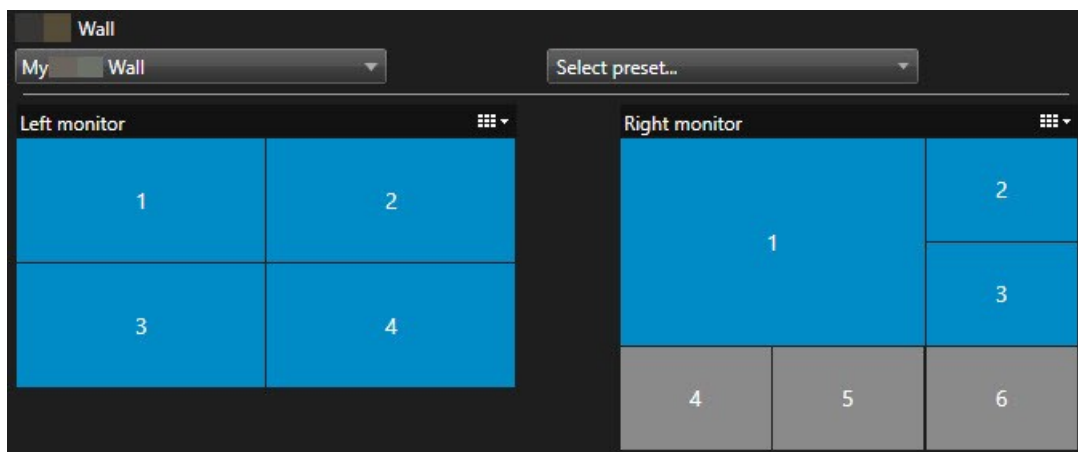 Wall
My Wall
Select preset...
Left monitor
1 2
3 4
Right monitor
1
2
3
4 5 6